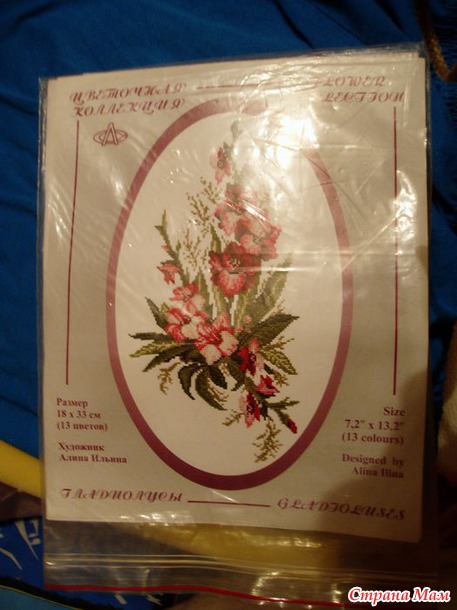 ЦВЕТОЧНАЯ
КОЛЛЕКЦИЯ
FLOWER
LECTION
Размер
18 х 33 см
(13 цветов)
Художник
Алина Ильина
Size
7,2" x 13,2"
(13 colours)
Designed by
Alina Ilina
ГЛАДИОЛУСЫ
GLADIOLUSES
Страна Мам